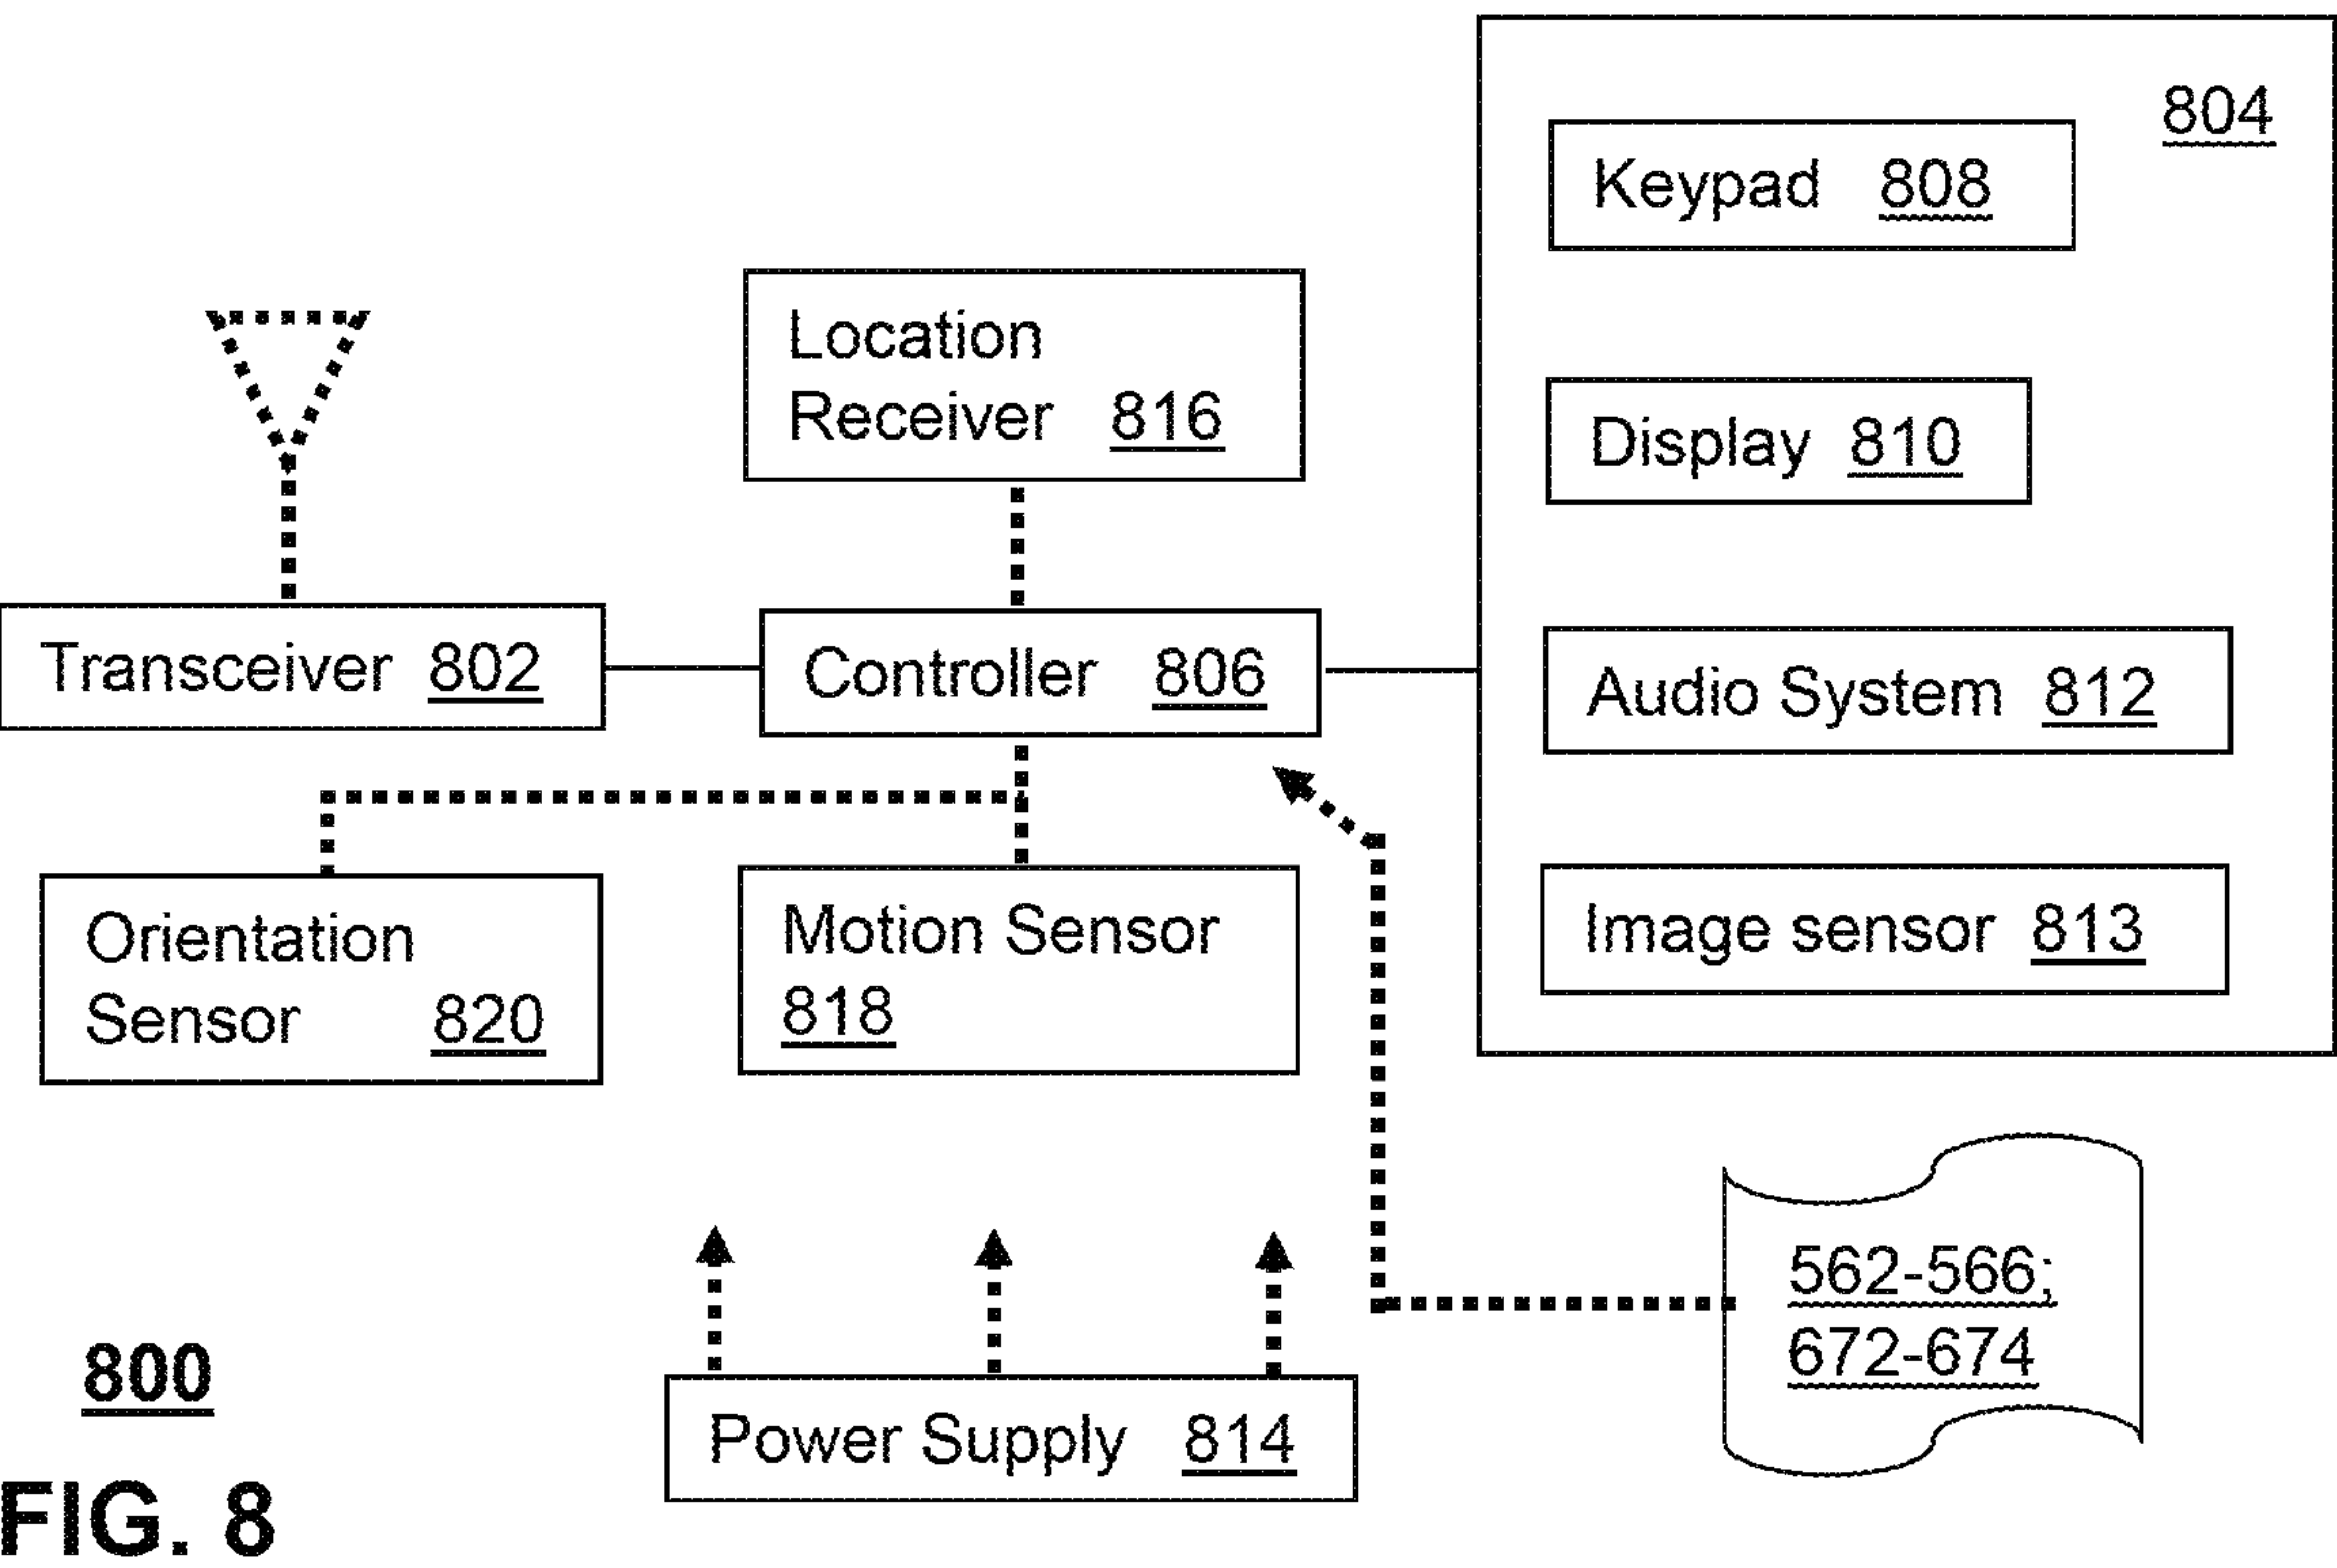 804
Keypad 808
Location
Receiver 816
Display 810
Transceiver 802
Controller 806
Audio System 812
Orientation
Sensor 820
Motion Sensor
818
Image sensor 813
562-566;
672-674
800
Power Supply 814
FIG. 8